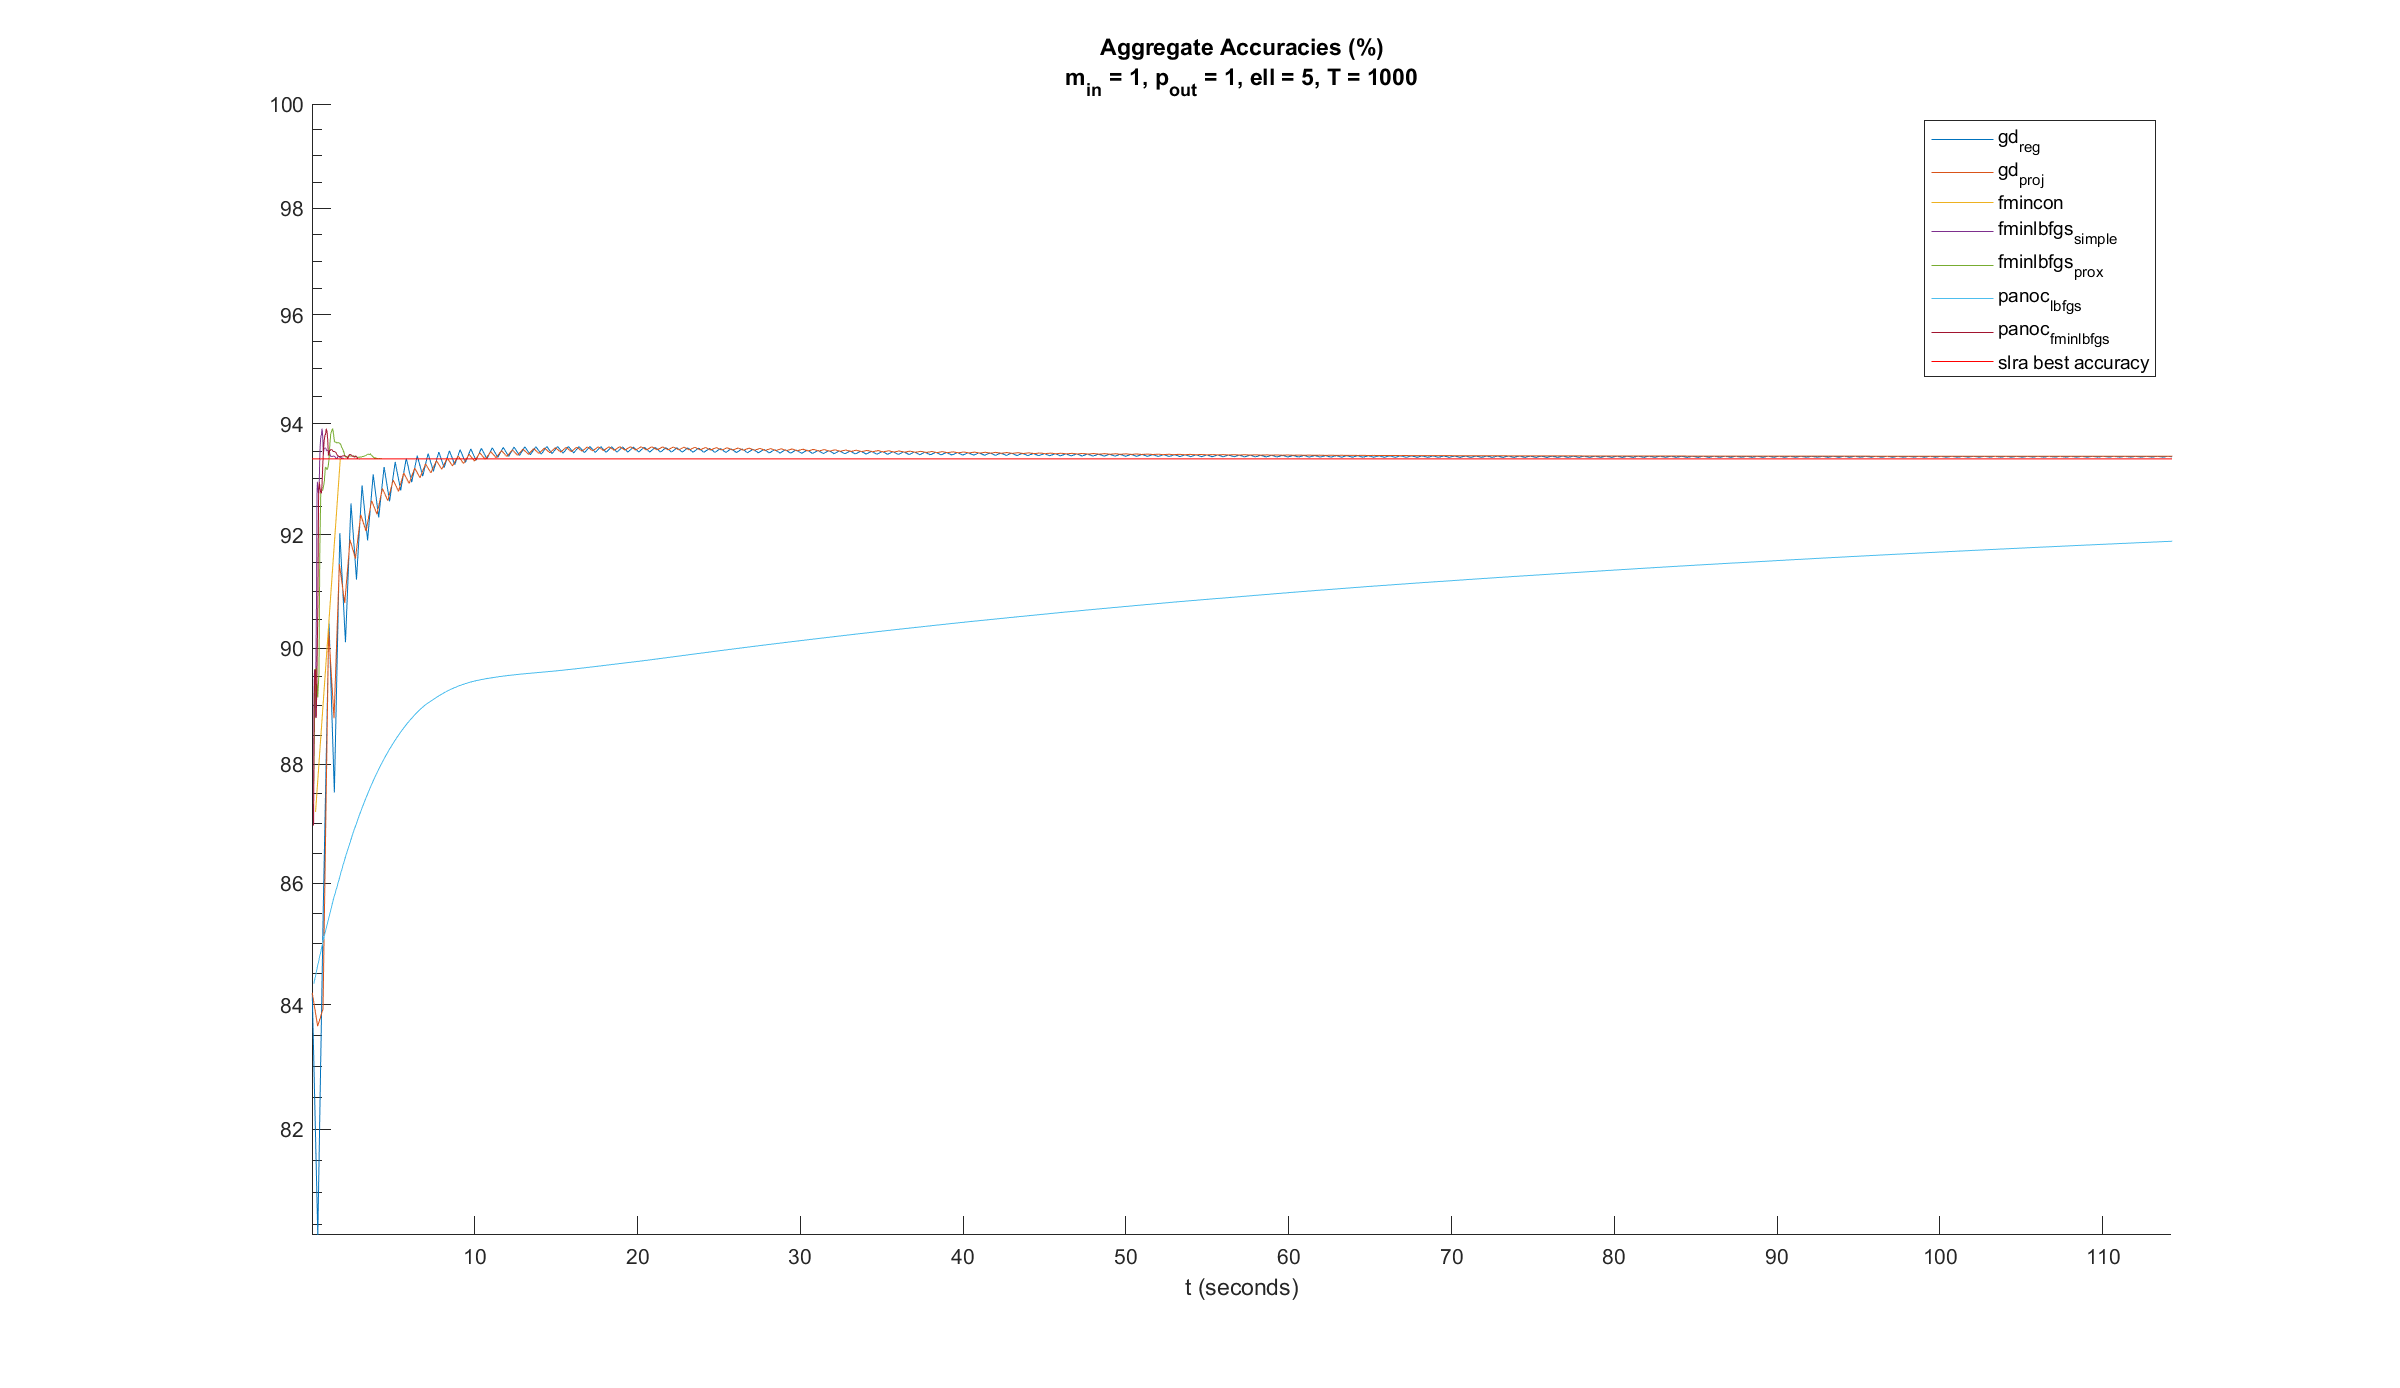 Aggregate Accuracies (%)
m_in = 1, p_out = 1, ell = 5, T = 1000
100
98
96
94
92
90
88
86
84
82
gd_reg
gd_proj
fmincon
fminlbfgs_simple
fminlbfgs_prox
panoc_lbfgs
panoc_fminlbfgs
slra best accuracy
10 20 30 40 50 60 70 80 90 100 110
t (seconds)